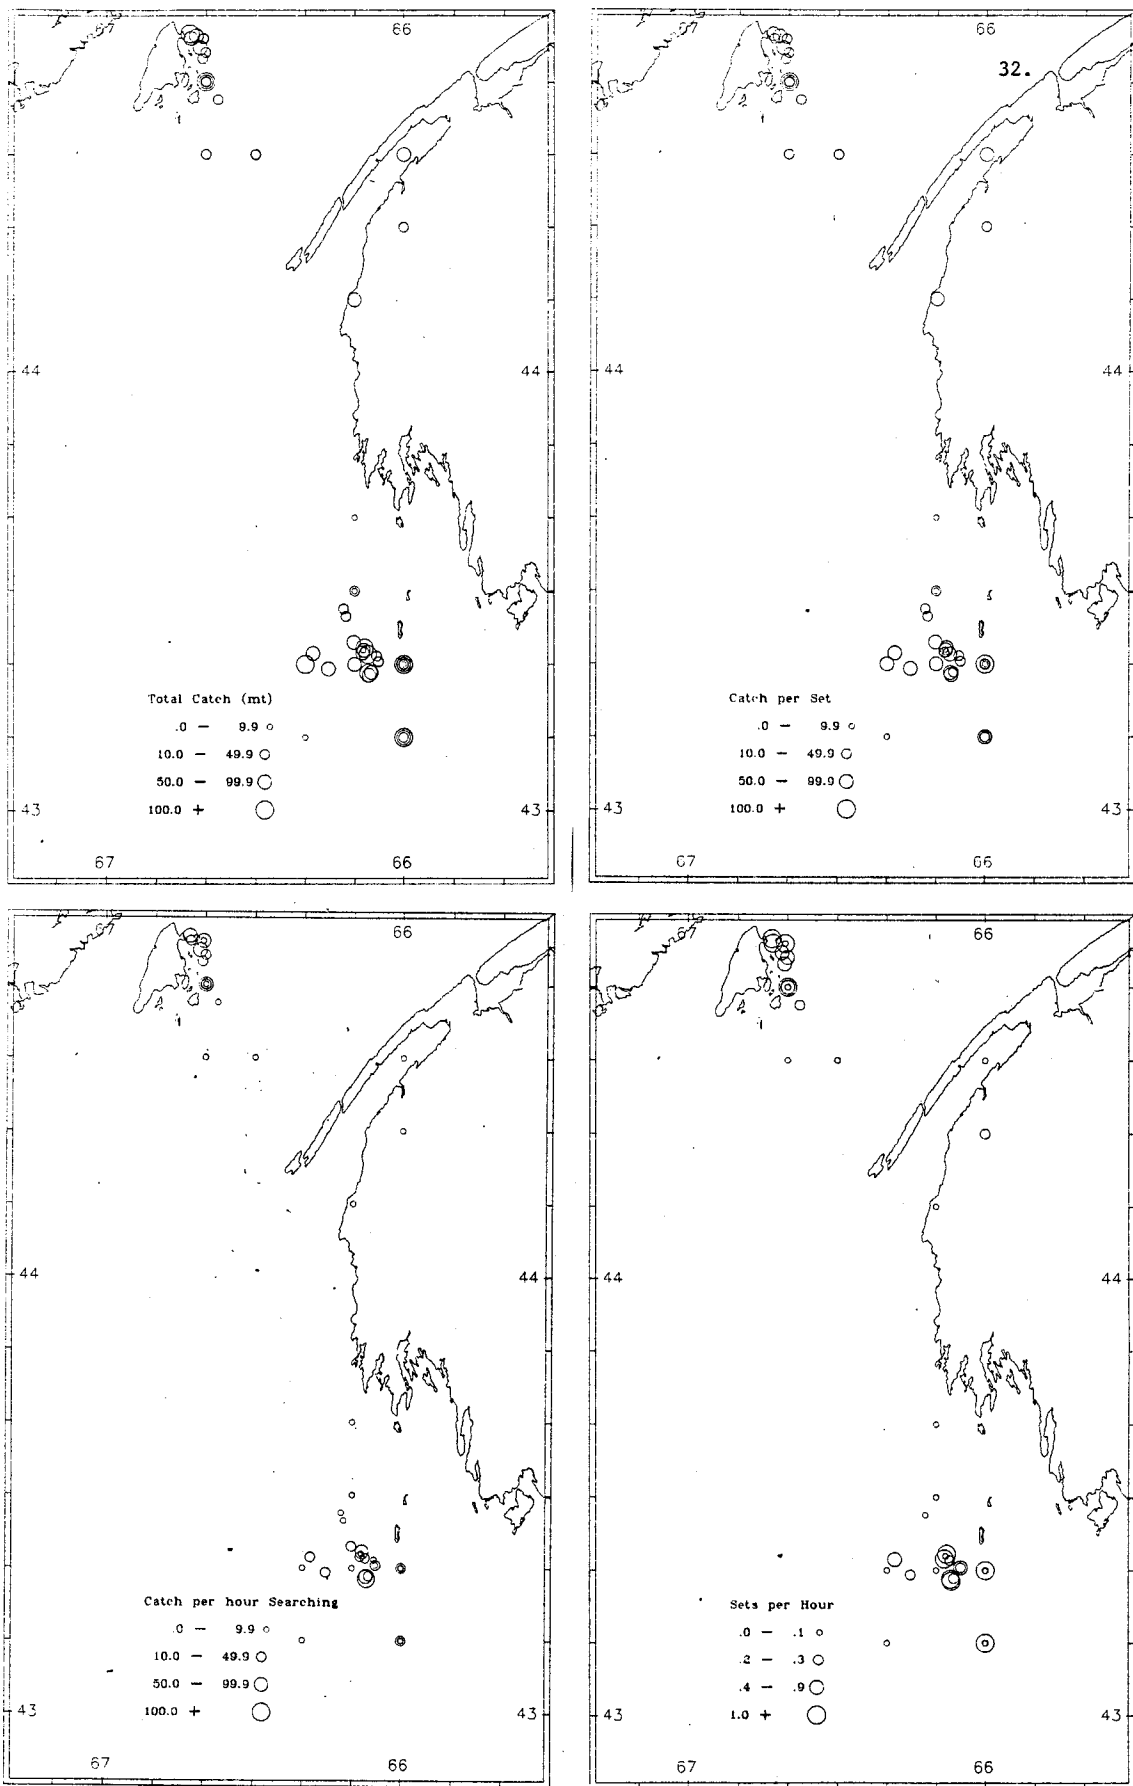 67 66
44 44
Total Catch (mt)
.0 – 9.9
10.0 – 49.9
50.0 – 99.9
100.0 +
43 43
67 66
67 66
32.
44 44
Catch per Set
.0 – 9.9
10.0 – 49.9
50.0 – 99.9
100.0 +
43 43
67 66
67 66
44 44
Catch per hour Searching
.0 – 9.9
10.0 – 49.9
50.0 – 99.9
100.0 +
43 43
67 66
67 66
44 44
Sets per Hour
.0 – .1
.2 – .3
.4 – .9
1.0 +
43 43
67 66